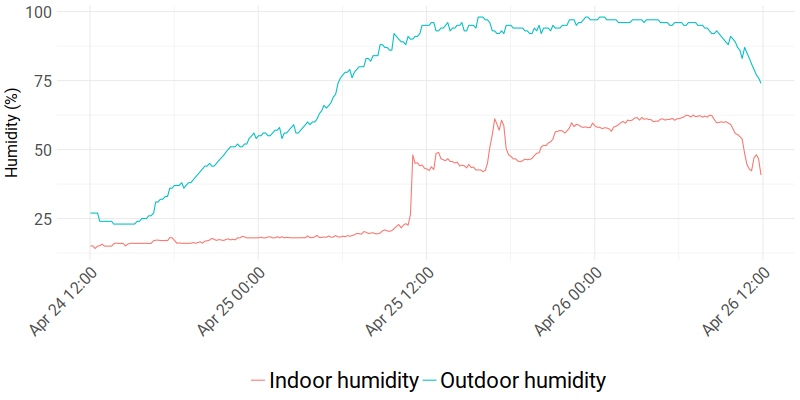 100
75
50
25
Humidity (%)
Apr 24 12:00
Apr 25 00:00
Apr 25 12:00
Apr 26 00:00
Apr 26 12:00
Indoor humidity Outdoor humidity